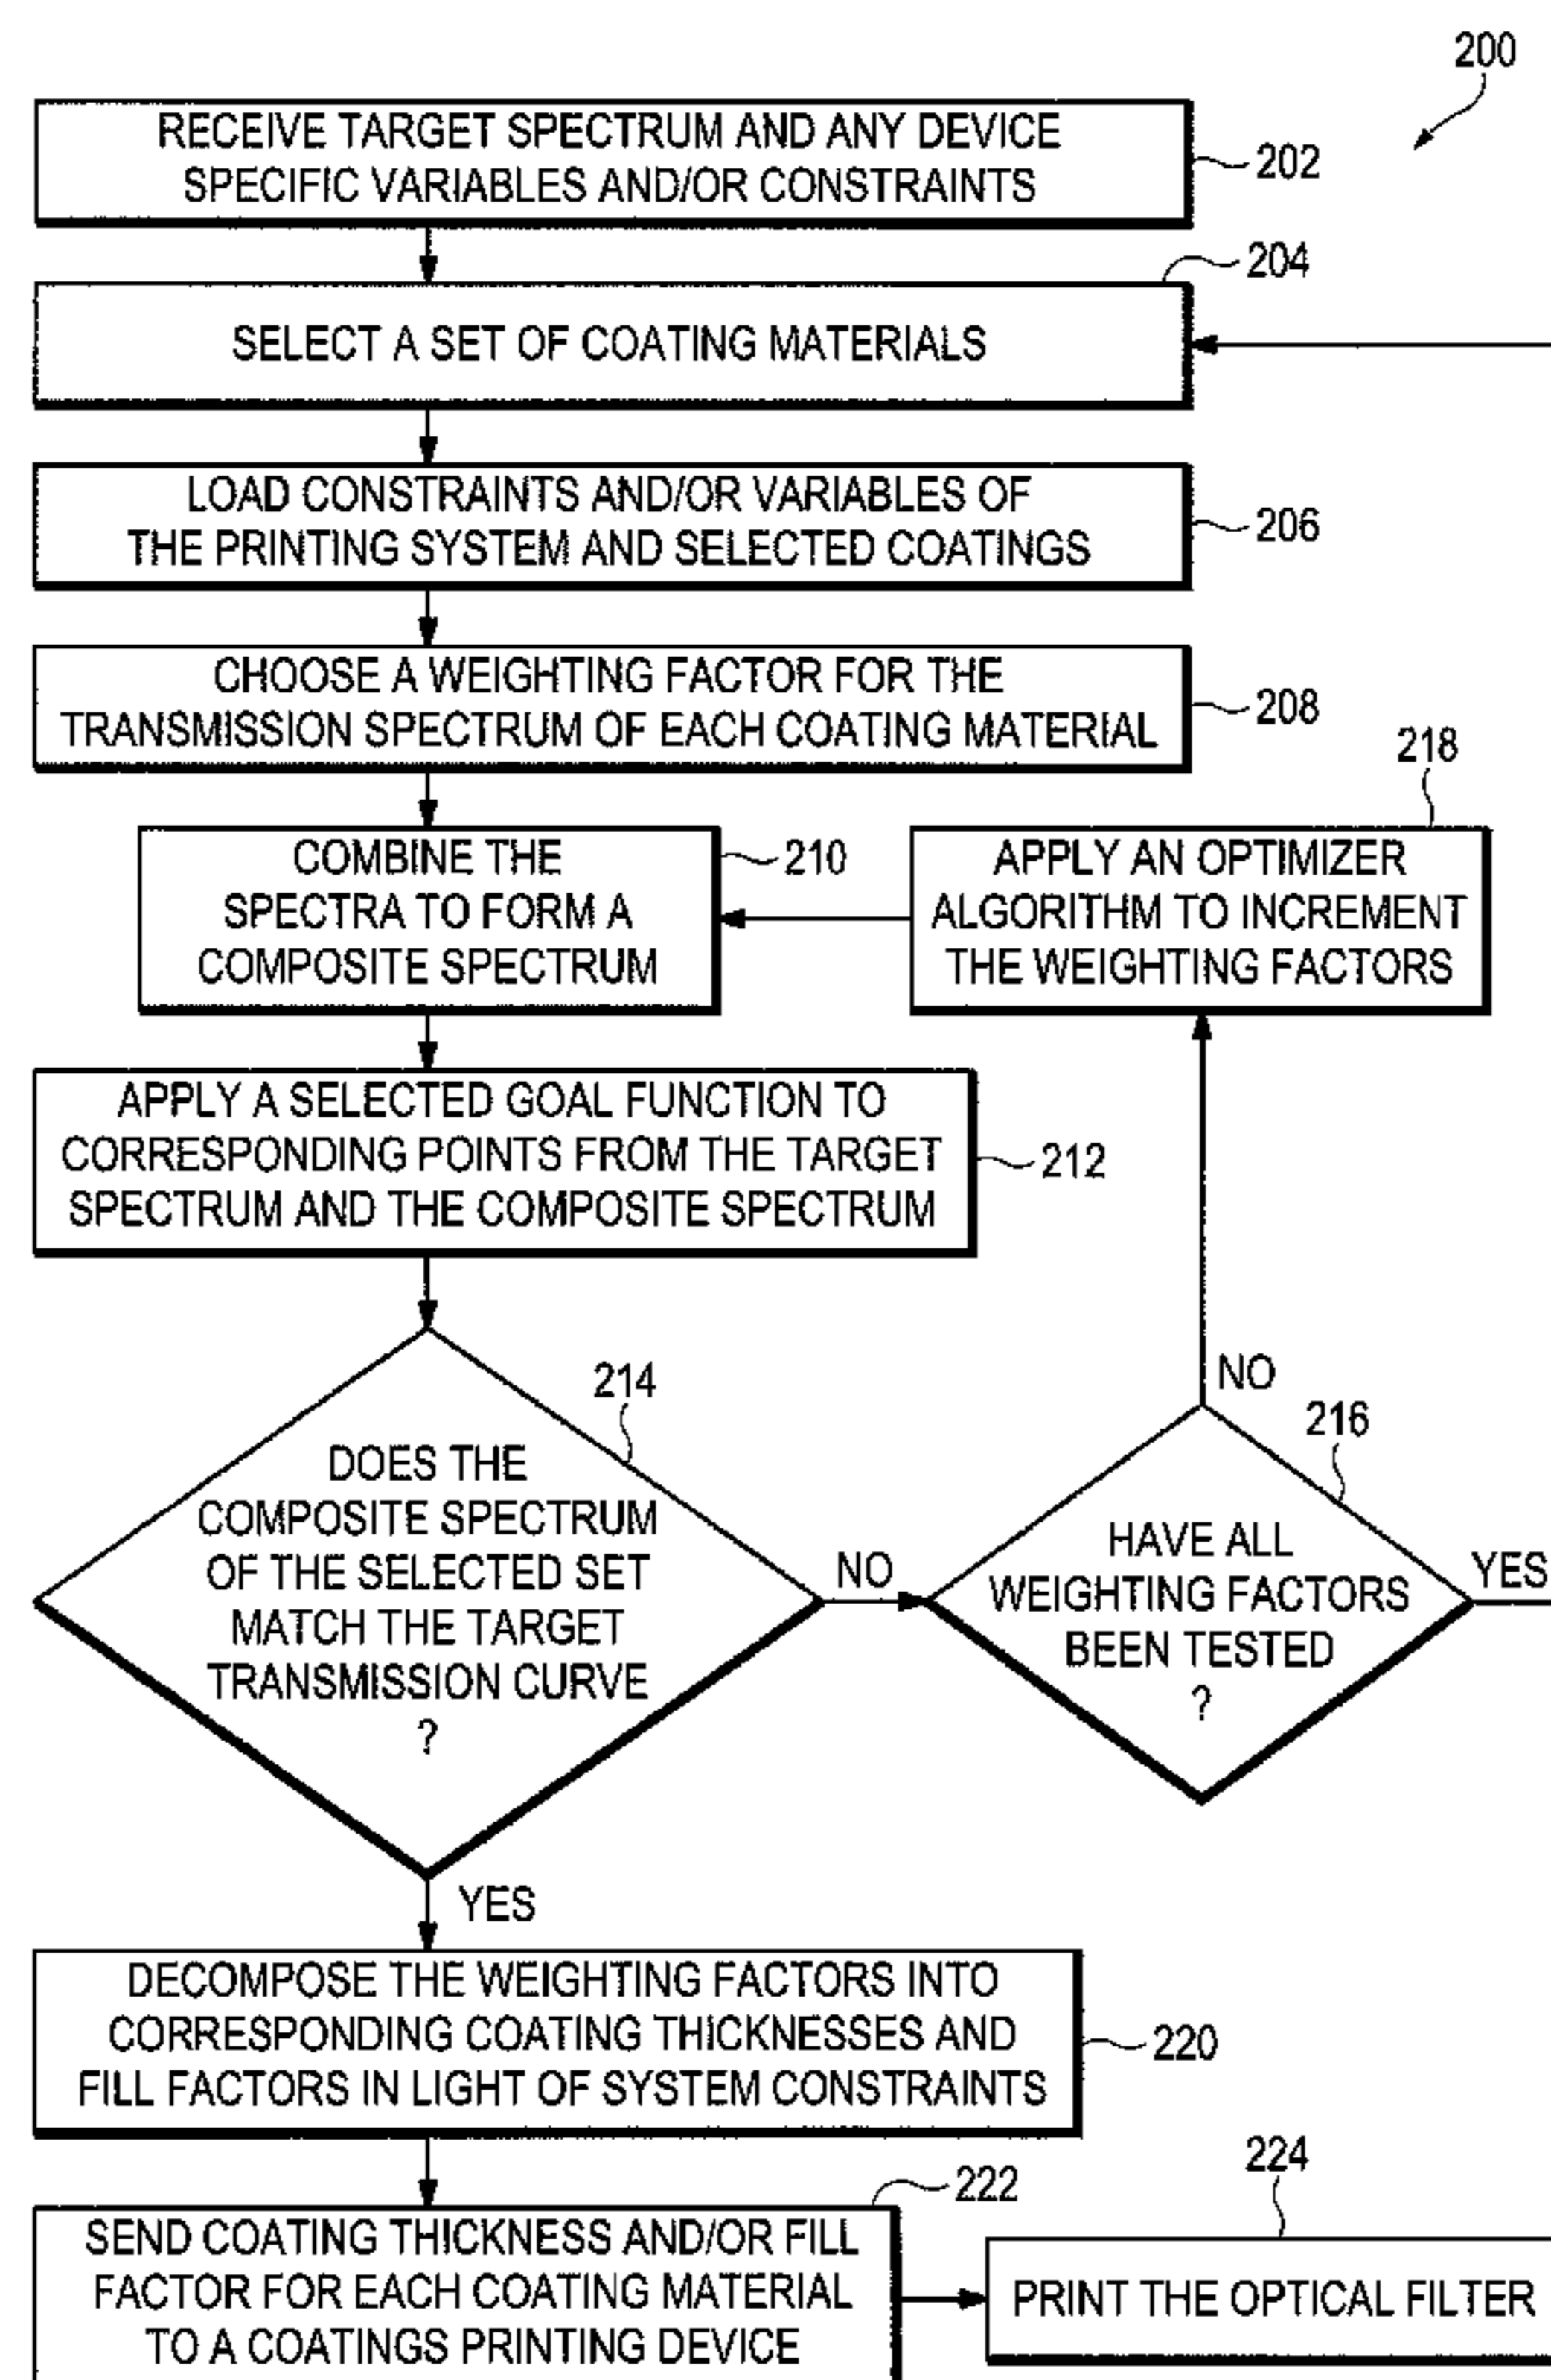 200
RECEIVE TARGET SPECTRUM AND ANY DEVICE
SPECIFIC VARIABLES AND/OR CONSTRAINTS
202
204
SELECT A SET OF COATING MATERIALS
LOAD CONSTRAINTS AND/OR VARIABLES OF
THE PRINTING SYSTEM AND SELECTED COATINGS
206
CHOOSE A WEIGHTING FACTOR FOR THE
TRANSMISSION SPECTRUM OF EACH COATING MATERIAL
208
218
COMBINE THE
SPECTRA TO FORM A
COMPOSITE SPECTRUM
210
APPLY AN OPTIMIZER
ALGORITHM TO INCREMENT
THE WEIGHTING FACTORS
APPLY A SELECTED GOAL FUNCTION TO
CORRESPONDING POINTS FROM THE TARGET
SPECTRUM AND THE COMPOSITE SPECTRUM
212
214
DOES THE
COMPOSITE SPECTRUM
OF THE SELECTED SET
MATCH THE TARGET
TRANSMISSION CURVE
?
NO
NO
216
HAVE ALL
WEIGHTING FACTORS
BEEN TESTED
?
YES
YES
DECOMPOSE THE WEIGHTING FACTORS INTO
CORRESPONDING COATING THICKNESSES AND
FILL FACTORS IN LIGHT OF SYSTEM CONSTRAINTS
220
222
SEND COATING THICKNESS AND/OR FILL
FACTOR FOR EACH COATING MATERIAL
TO A COATINGS PRINTING DEVICE
224
PRINT THE OPTICAL FILTER